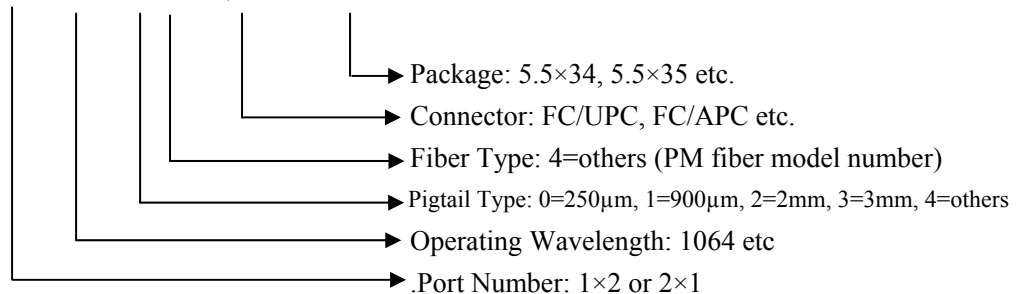 Package: 5.5×34, 5.5×35 etc.
Connector: FC/UPC, FC/APC etc.
Fiber Type: 4=others (PM fiber model number)
Pigtail Type: 0=250μm, 1=900μm, 2=2mm, 3=3mm, 4=others
Operating Wavelength: 1064 etc
.Port Number: 1×2 or 2×1